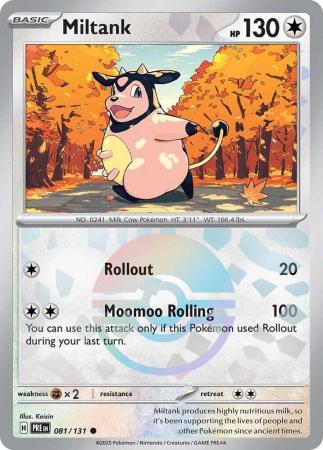 BASIC
Miltank
HP 130
NO. 0241 Milk Cow Pokémon HT: 3'11" WT: 166.4 lbs.
Rollout 20
Moomoo Rolling 100
You can use this attack only if this Pokémon used Rollout
during your last turn.
weakness × 2 resistance retreat
Illus. Keisin
H PRE EN 081/131
Miltank produces highly nutritious milk, so
it's been supporting the lives of people and
other Pokémon since ancient times.
©2025 Pokémon / Nintendo / Creatures / GAME FREAK